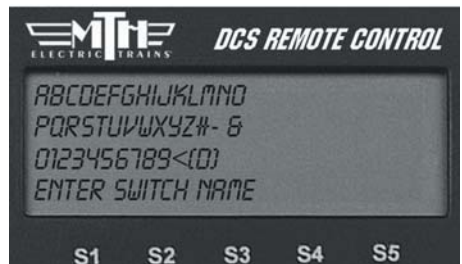 MTH
ELECTRIC TRAINS
DCS REMOTE CONTROL
ABCDEFGHIJKLMNO
PQRSTUVWXYZ#- &
0123456789<(D)
ENTER SWITCH NAME
S1 S2 S3 S4 S5